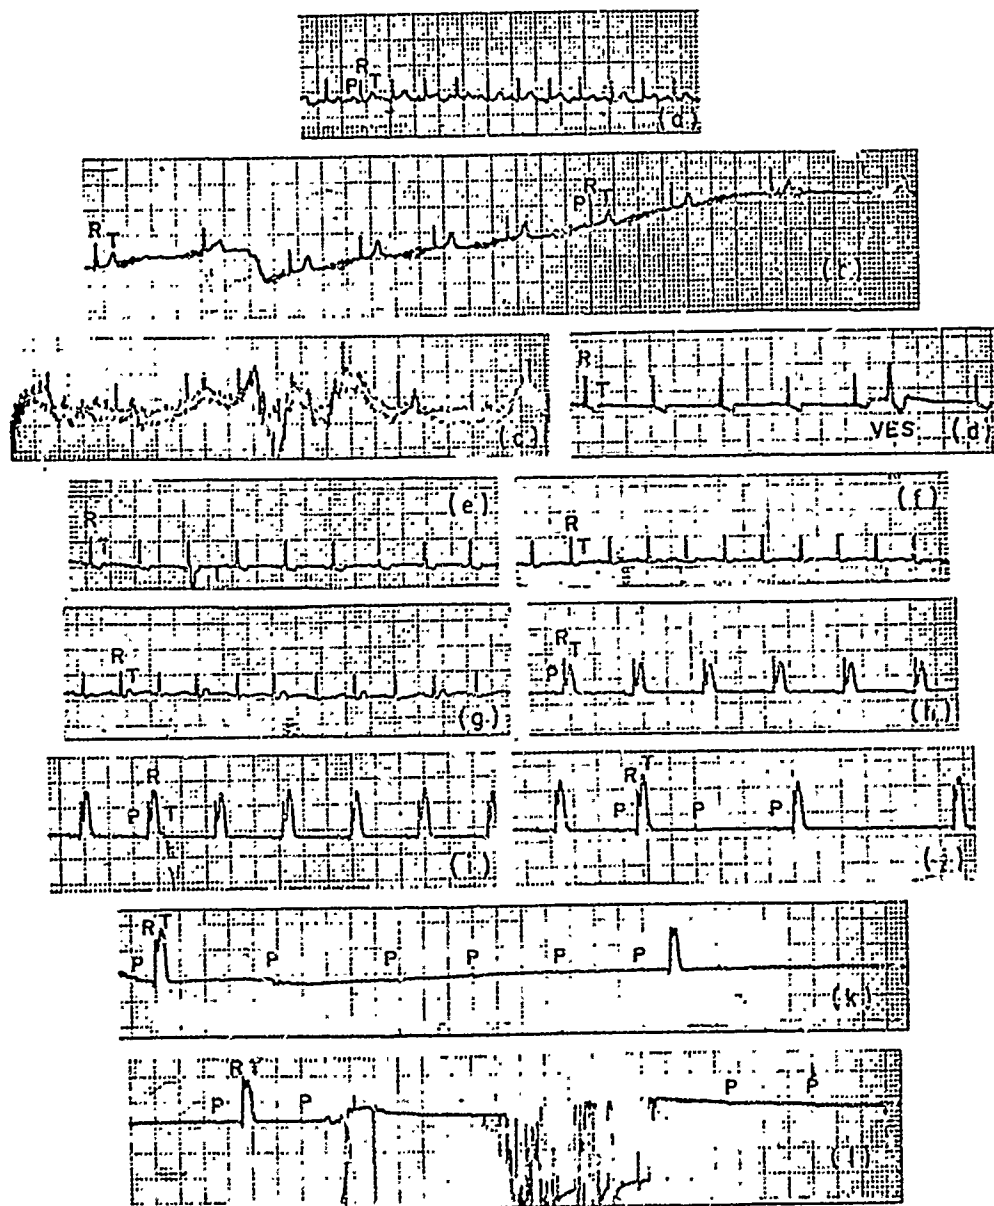 R
P T
(d)
R
P T
R T
(r)
R
T
(c)
VES (d)
(e)
R
T
(f)
R
T
R
T
(g)
R
P T
(h)
R
P T
(i)
R T
P P P
(j)
R T
P P P P P P
(k)
R T
P P P P
(l)